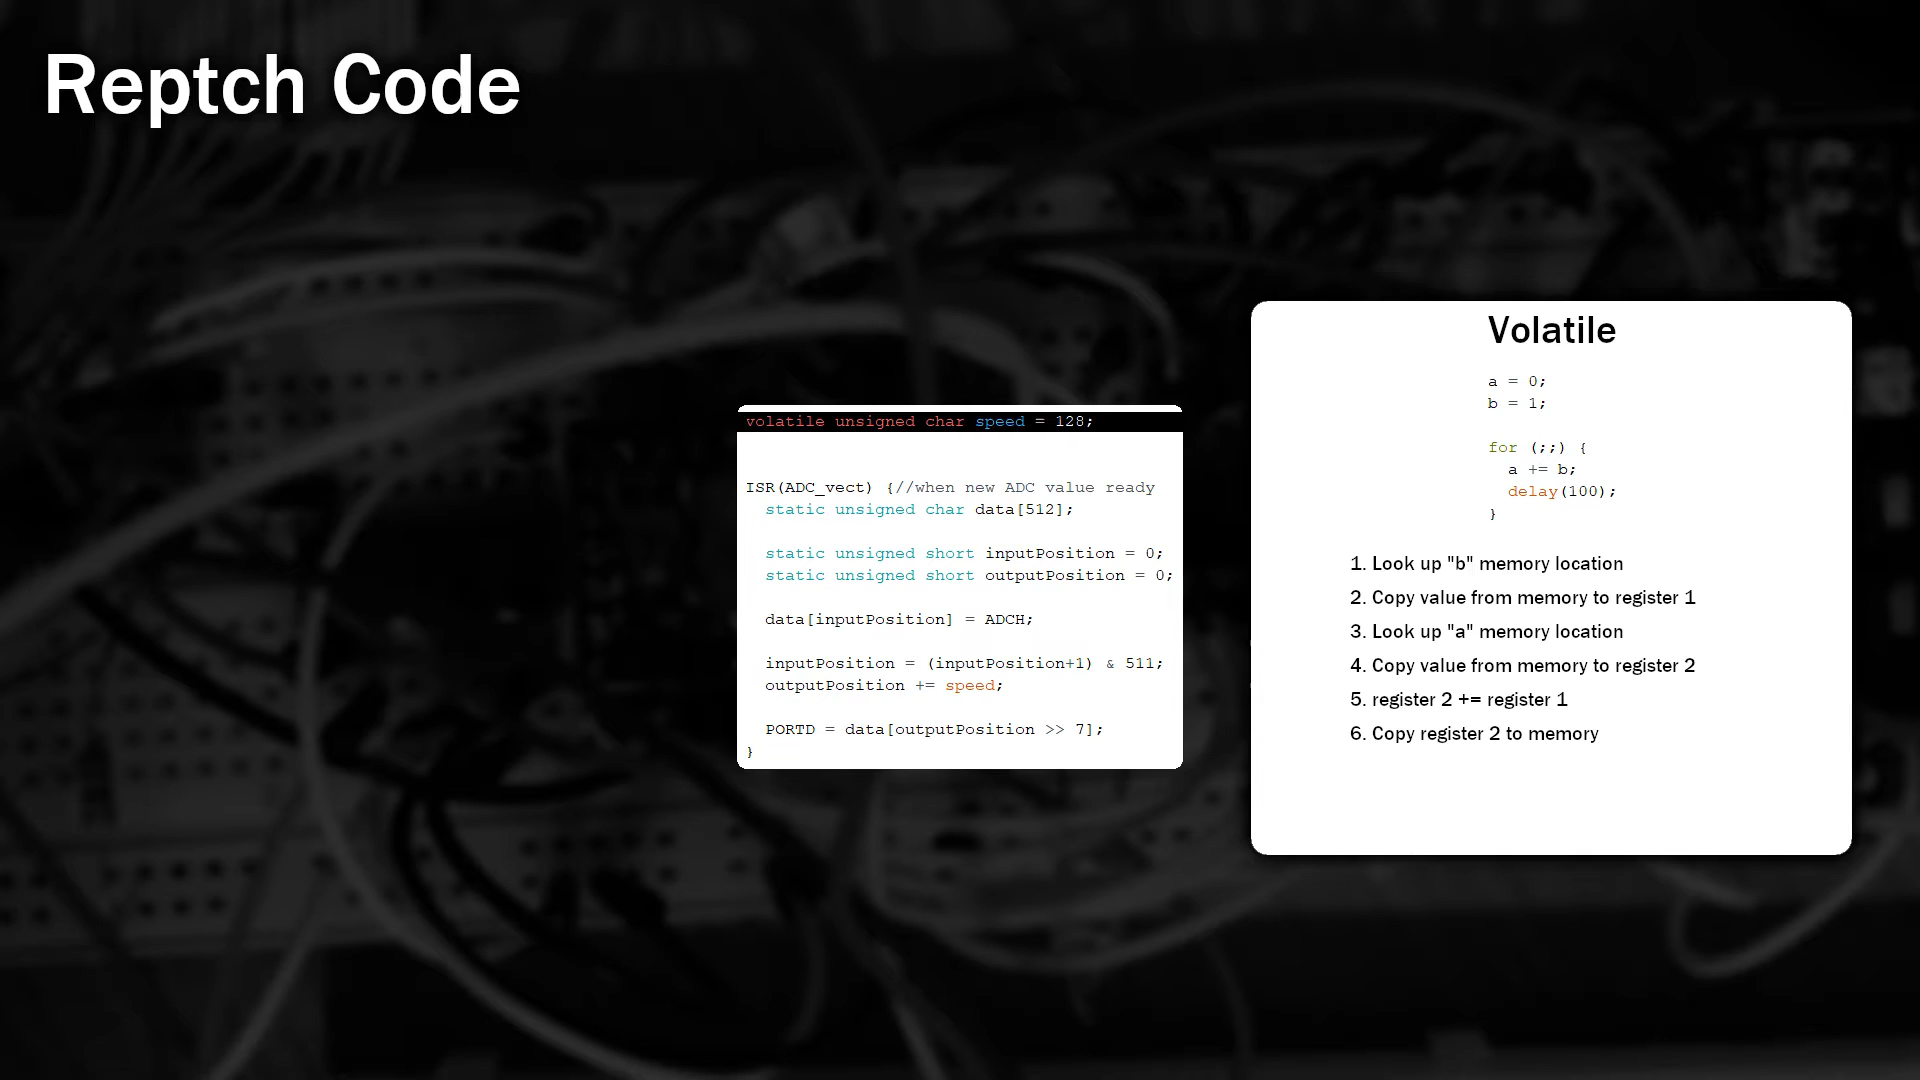 Reptch Code
volatile unsigned char speed = 128;
ISR(ADC_vect) {//when new ADC value ready
static unsigned char data[512];
static unsigned short inputPosition = 0;
static unsigned short outputPosition = 0;
data[inputPosition] = ADCH;
inputPosition = (inputPosition+1) & 511;
outputPosition += speed;
PORTD = data[outputPosition >> 7];
}
Volatile
a = 0;
b = 1;
for (;;) {
a += b;
delay(100);
}
1. Look up "b" memory location
2. Copy value from memory to register 1
3. Look up "a" memory location
4. Copy value from memory to register 2
5. register 2 += register 1
6. Copy register 2 to memory